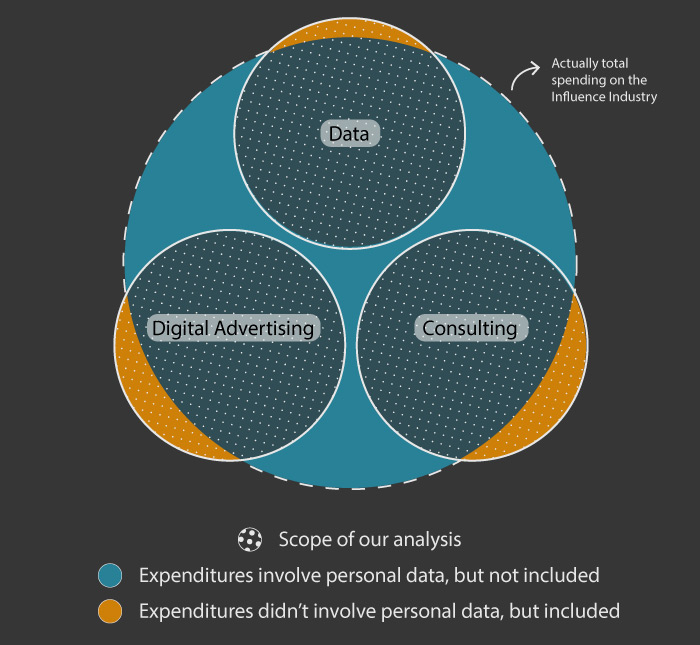 Actually total
spending on the
Influence Industry
Data
Digital Advertising
Consulting
Scope of our analysis
Expenditures involve personal data, but not included
Expenditures didn’t involve personal data, but included